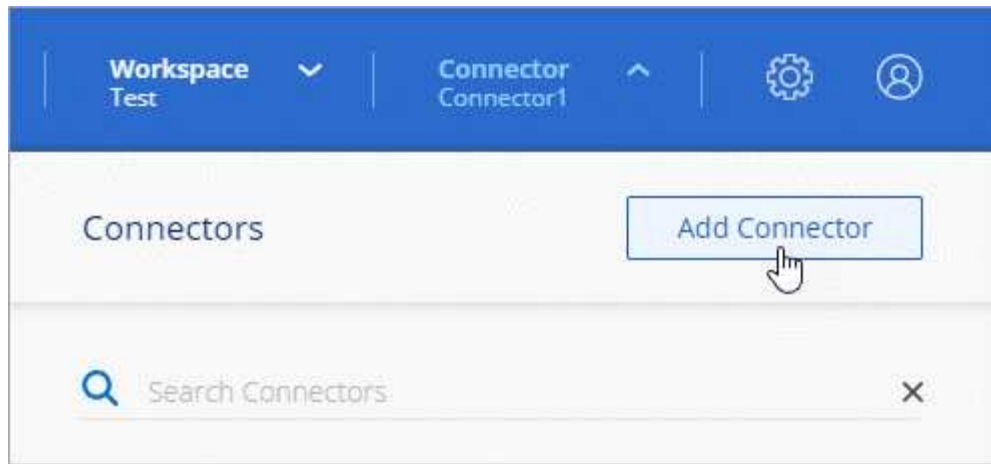 Workspace
Test
Connector
Connector1
Connectors
Add Connector
Search Connectors